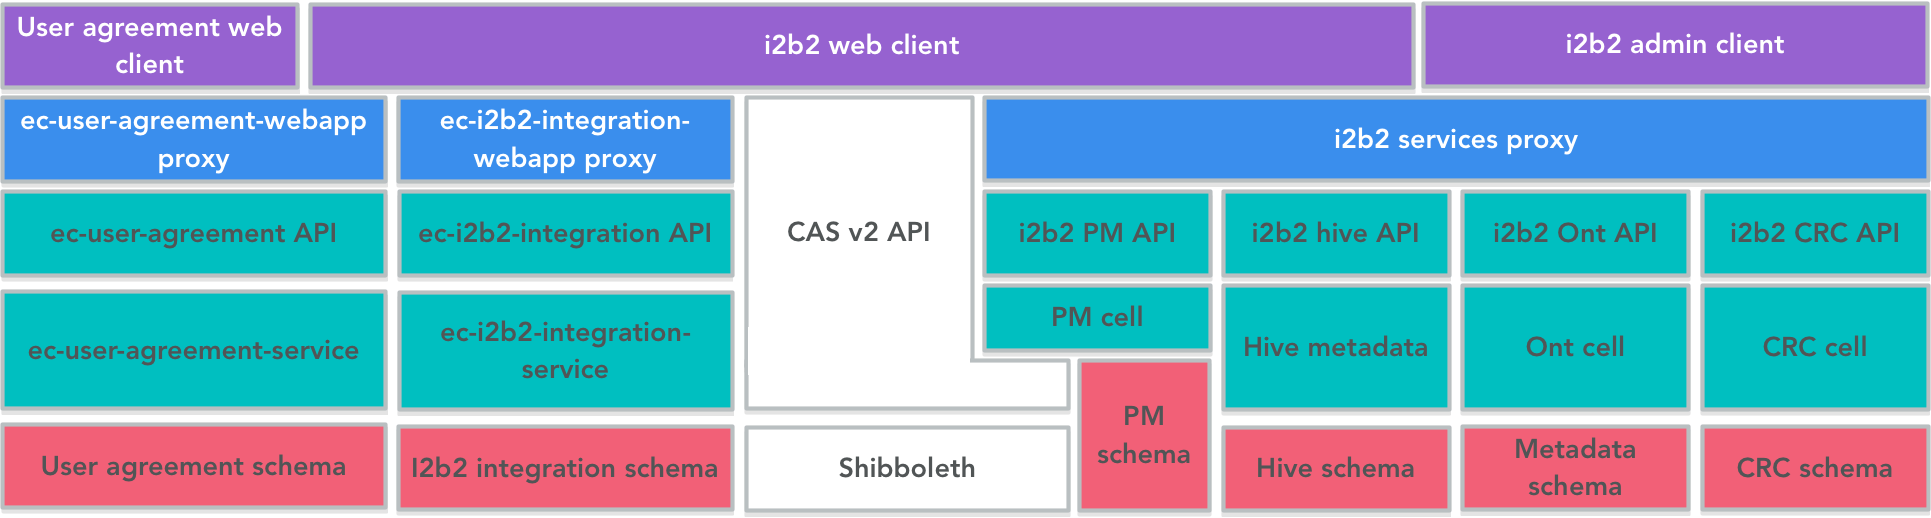 User agreement web
client
i2b2 web client
i2b2 admin client
ec-user-agreement-webapp
proxy
ec-i2b2-integration-
webapp proxy
i2b2 services proxy
ec-user-agreement API
ec-i2b2-integration API
CAS v2 API
i2b2 PM API
i2b2 hive API
i2b2 Ont API
i2b2 CRC API
ec-user-agreement-service
ec-i2b2-integration-
service
PM cell
Hive metadata
Ont cell
CRC cell
User agreement schema
I2b2 integration schema
Shibboleth
PM
schema
Hive schema
Metadata
schema
CRC schema